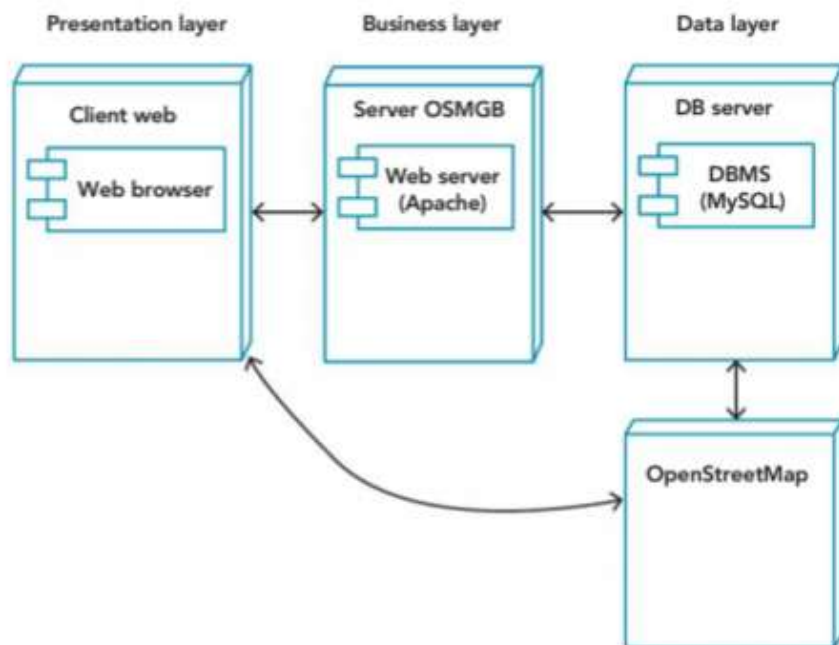 Presentation layer
Business layer
Data layer
Client web
Web browser
Server OSMGB
Web server
(Apache)
DB server
DBMS
(MySQL)
OpenStreetMap